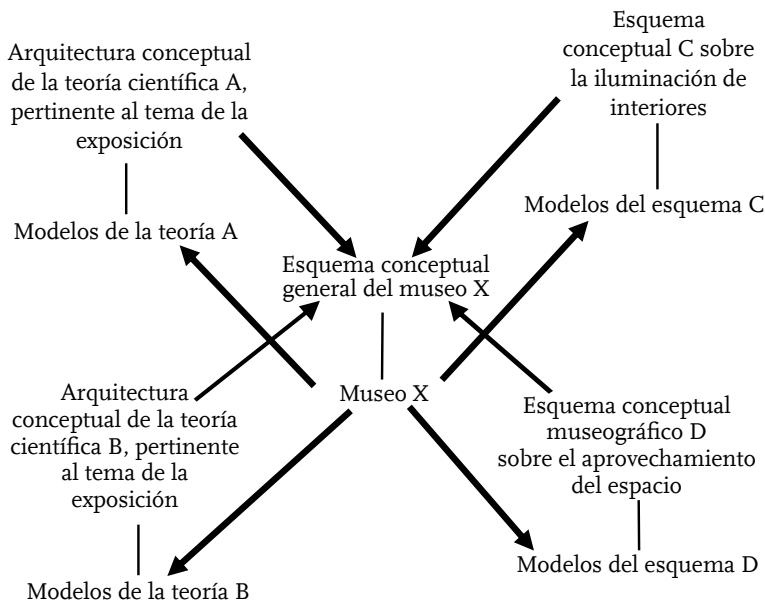 Arquitectura conceptual
de la teoría científica A,
pertinente al tema de la
exposición
Esquema
conceptual C sobre
la iluminación de
interiores
Modelos de la teoría A
Modelos del esquema C
Esquema conceptual
general del museo X
Museo X
Arquitectura
conceptual de la teoría
científica B, pertinente
al tema de la
exposición
Esquema conceptual
museográfico D
sobre el aprovechamiento
del espacio
Modelos de la teoría B
Modelos del esquema D